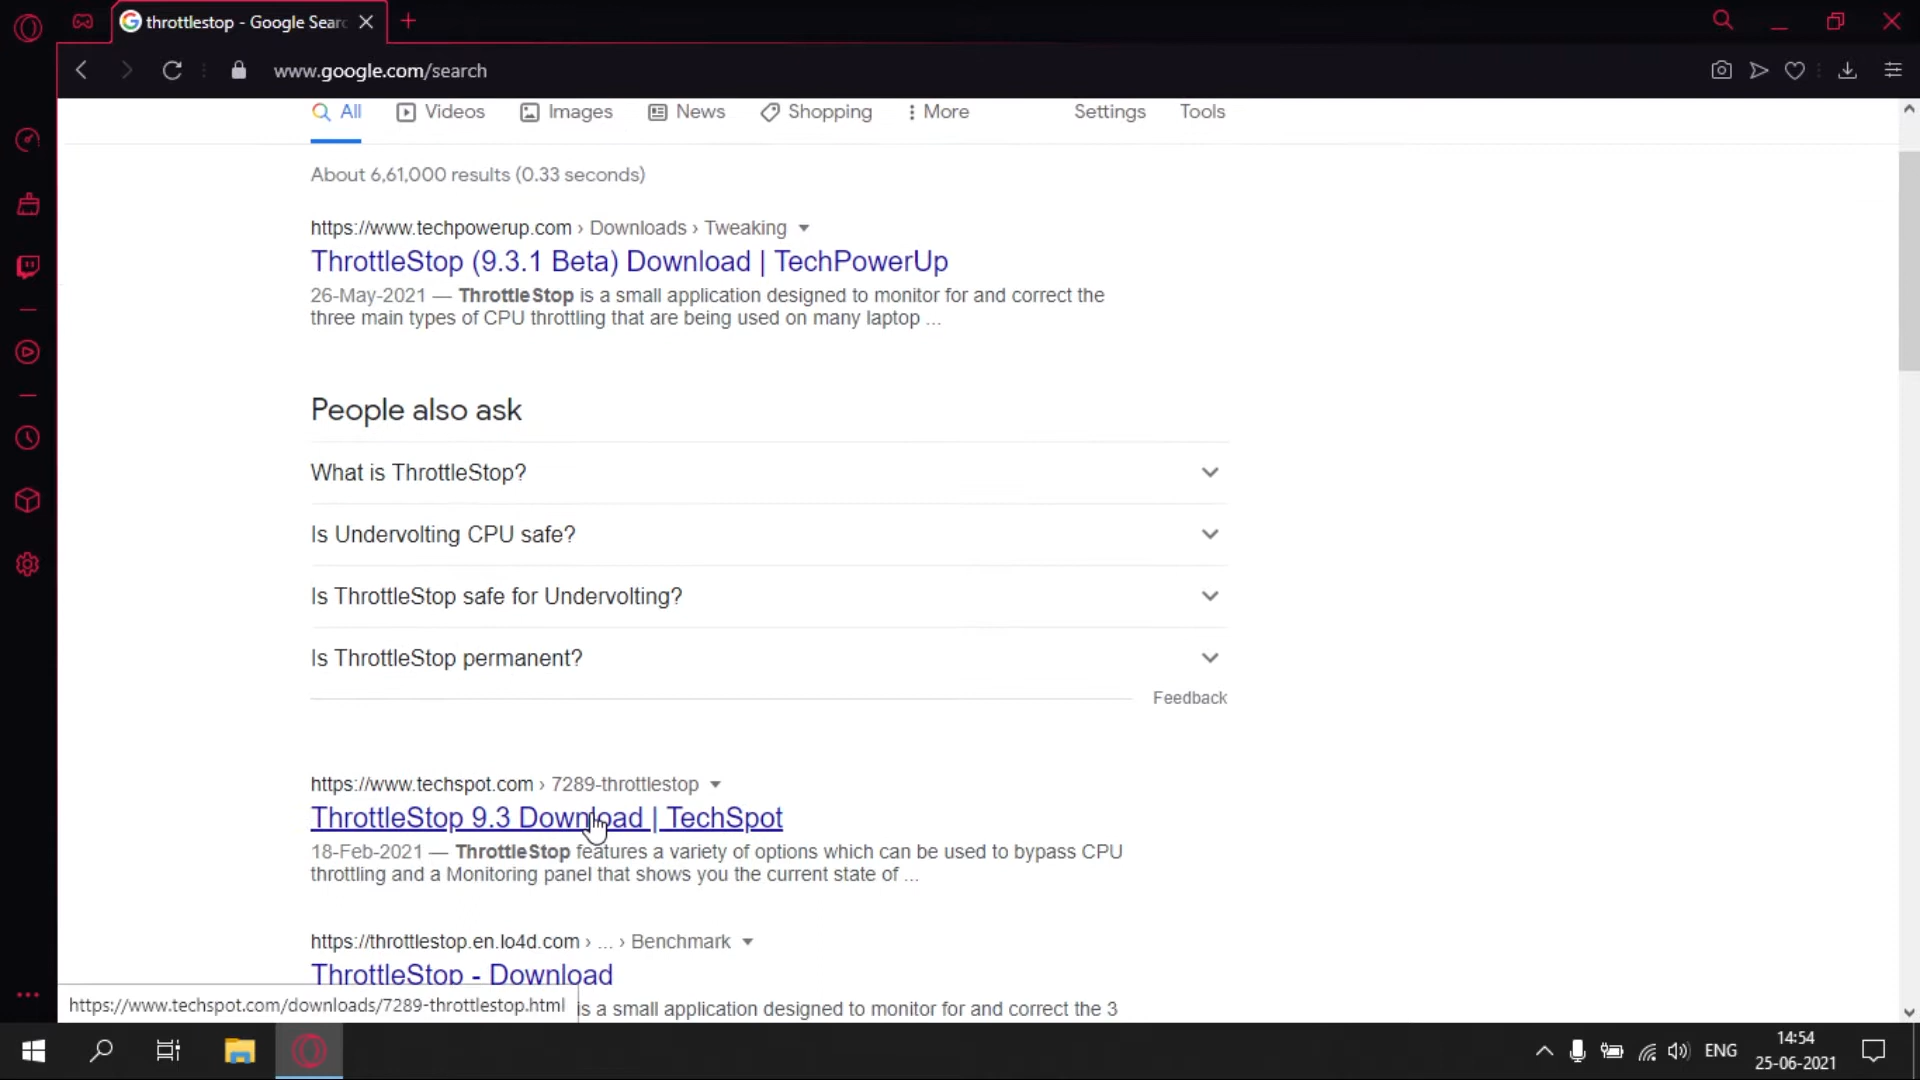 throttlestop - Google Sear
www.google.com/search
All Videos Images News Shopping More Settings Tools
About 6,61,000 results (0.33 seconds)
https://www.techpowerup.com › Downloads › Tweaking
ThrottleStop (9.3.1 Beta) Download | TechPowerUp
26-May-2021 — ThrottleStop is a small application designed to monitor for and correct the
three main types of CPU throttling that are being used on many laptop ...
People also ask
What is ThrottleStop?
Is Undervolting CPU safe?
Is ThrottleStop safe for Undervolting?
Is ThrottleStop permanent?
Feedback
https://www.techspot.com › 7289-throttlestop
ThrottleStop 9.3 Download | TechSpot
18-Feb-2021 — ThrottleStop features a variety of options which can be used to bypass CPU
throttling and a Monitoring panel that shows you the current state of ...
https://throttlestop.en.lo4d.com › ... › Benchmark
ThrottleStop - Download
is a small application designed to monitor for and correct the 3
https://www.techspot.com/downloads/7289-throttlestop.html
ENG
14:54
25-06-2021